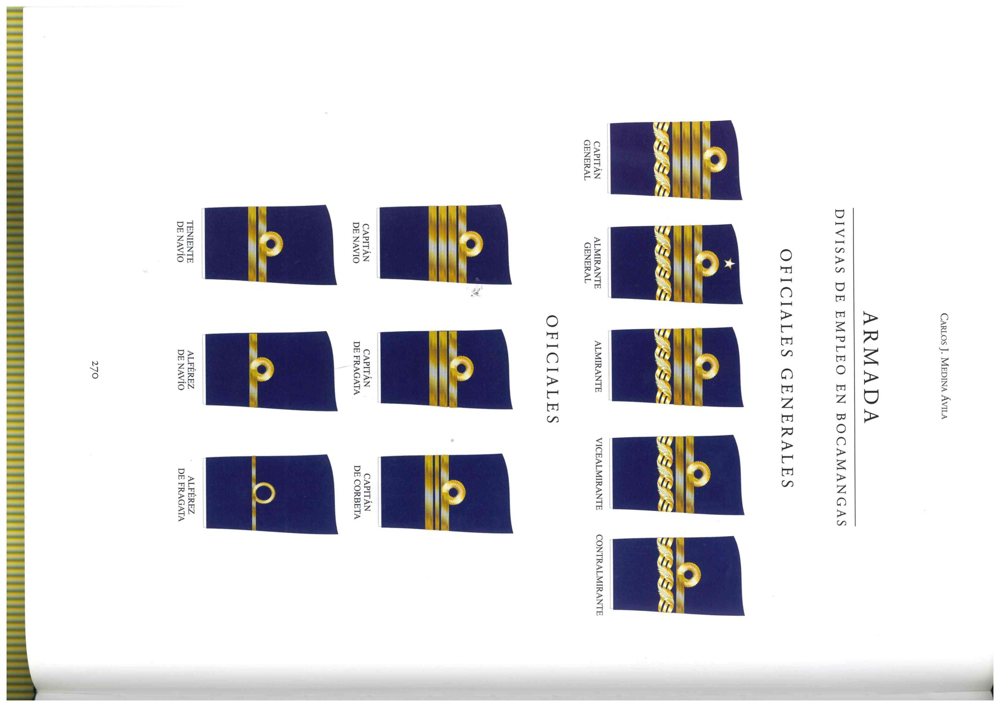 CARLOS J. MEDINA ÁVILA
ARMADA
DIVISAS DE EMPLEO EN BOCAMANGAS
OFICIALES GENERALES
CAPITÁN
GENERAL
ALMIRANTE
GENERAL
ALMIRANTE
VICEALMIRANTE
CONTRALMIRANTE
OFICIALES
CAPITÁN
DE NAVIO
CAPITÁN
DE FRAGATA
CAPITÁN
DE CORBETA
TENIENTE
DE NAVÍO
ALFÉREZ
DE NAVÍO
ALFÉREZ
DE FRAGATA
270